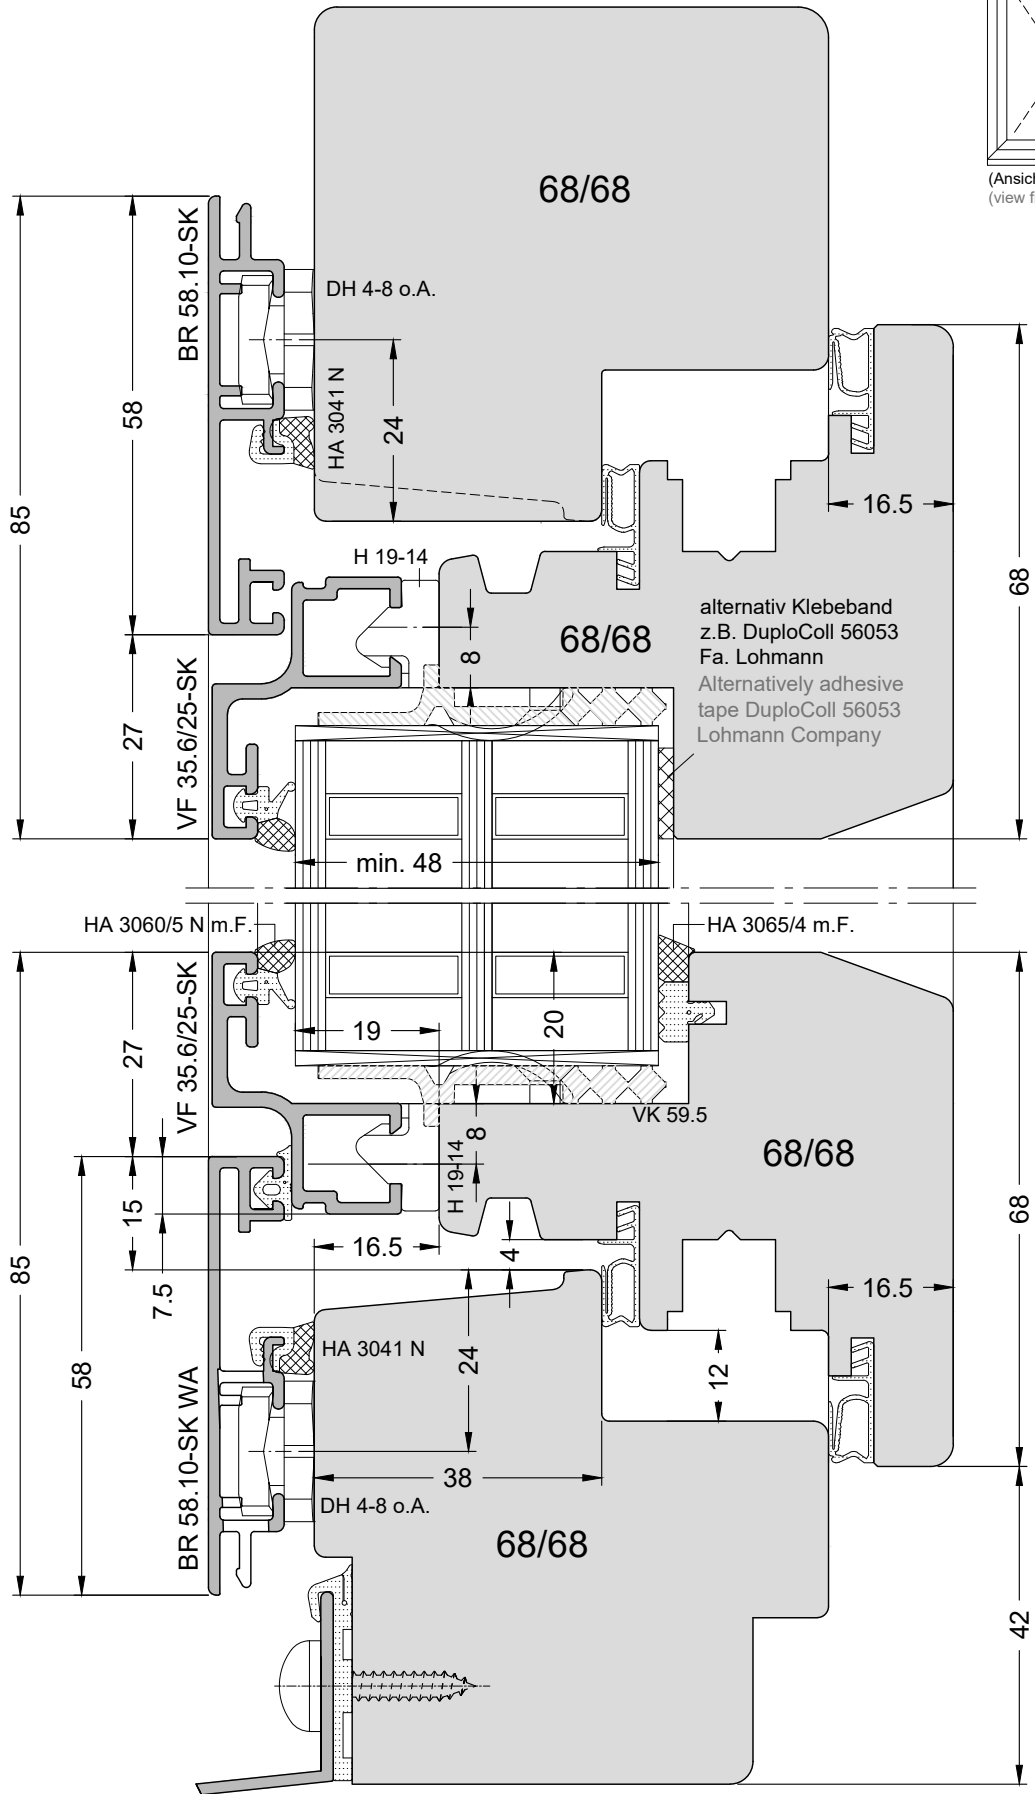 68/68
(Ansich
(view f
BR 58.10-SK
DH 4-8 o.A.
58
HA 3041 N
24
85
16.5
H 19-14
68
alternativ Klebeband
z.B. DuploColl 56053
Fa. Lohmann
Alternatively adhesive
tape DuploColl 56053
Lohmann Company
68/68
8
27
VF 35.6/25-SK
min. 48
HA 3060/5 N m.F.
HA 3065/4 m.F.
VF 35.6/25-SK
27
19
20
VK 59.5
8
H 19-14
68/68
68
15
7.5
16.5
4
85
16.5
HA 3041 N
24
12
58
BR 58.10-SK WA
38
DH 4-8 o.A.
68/68
42